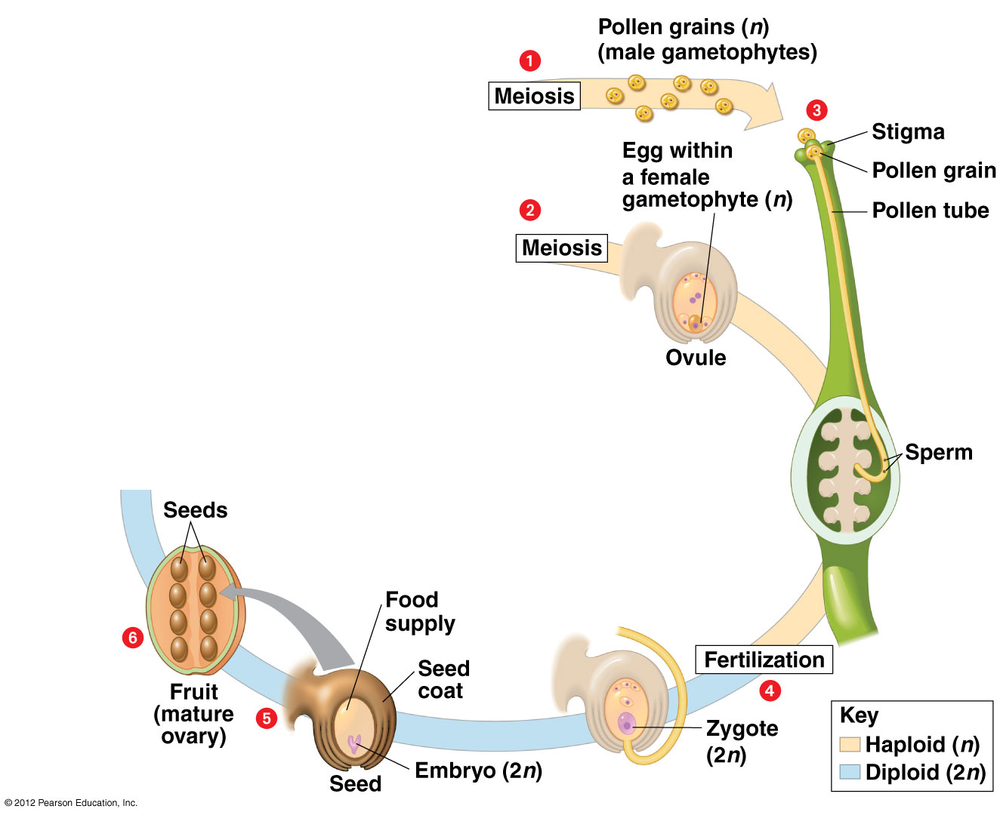 Pollen grains (n)
(male gametophytes)
1
Meiosis
3
Stigma
Pollen grain
Pollen tube
Egg within
a female
gametophyte (n)
2
Meiosis
Ovule
Sperm
Seeds
Food
supply
6
Seed
coat
Fertilization
4
Fruit
(mature
ovary)
5
Zygote
(2n)
Embryo (2n)
Seed
Key
Haploid (n)
Diploid (2n)
© 2012 Pearson Education, Inc.